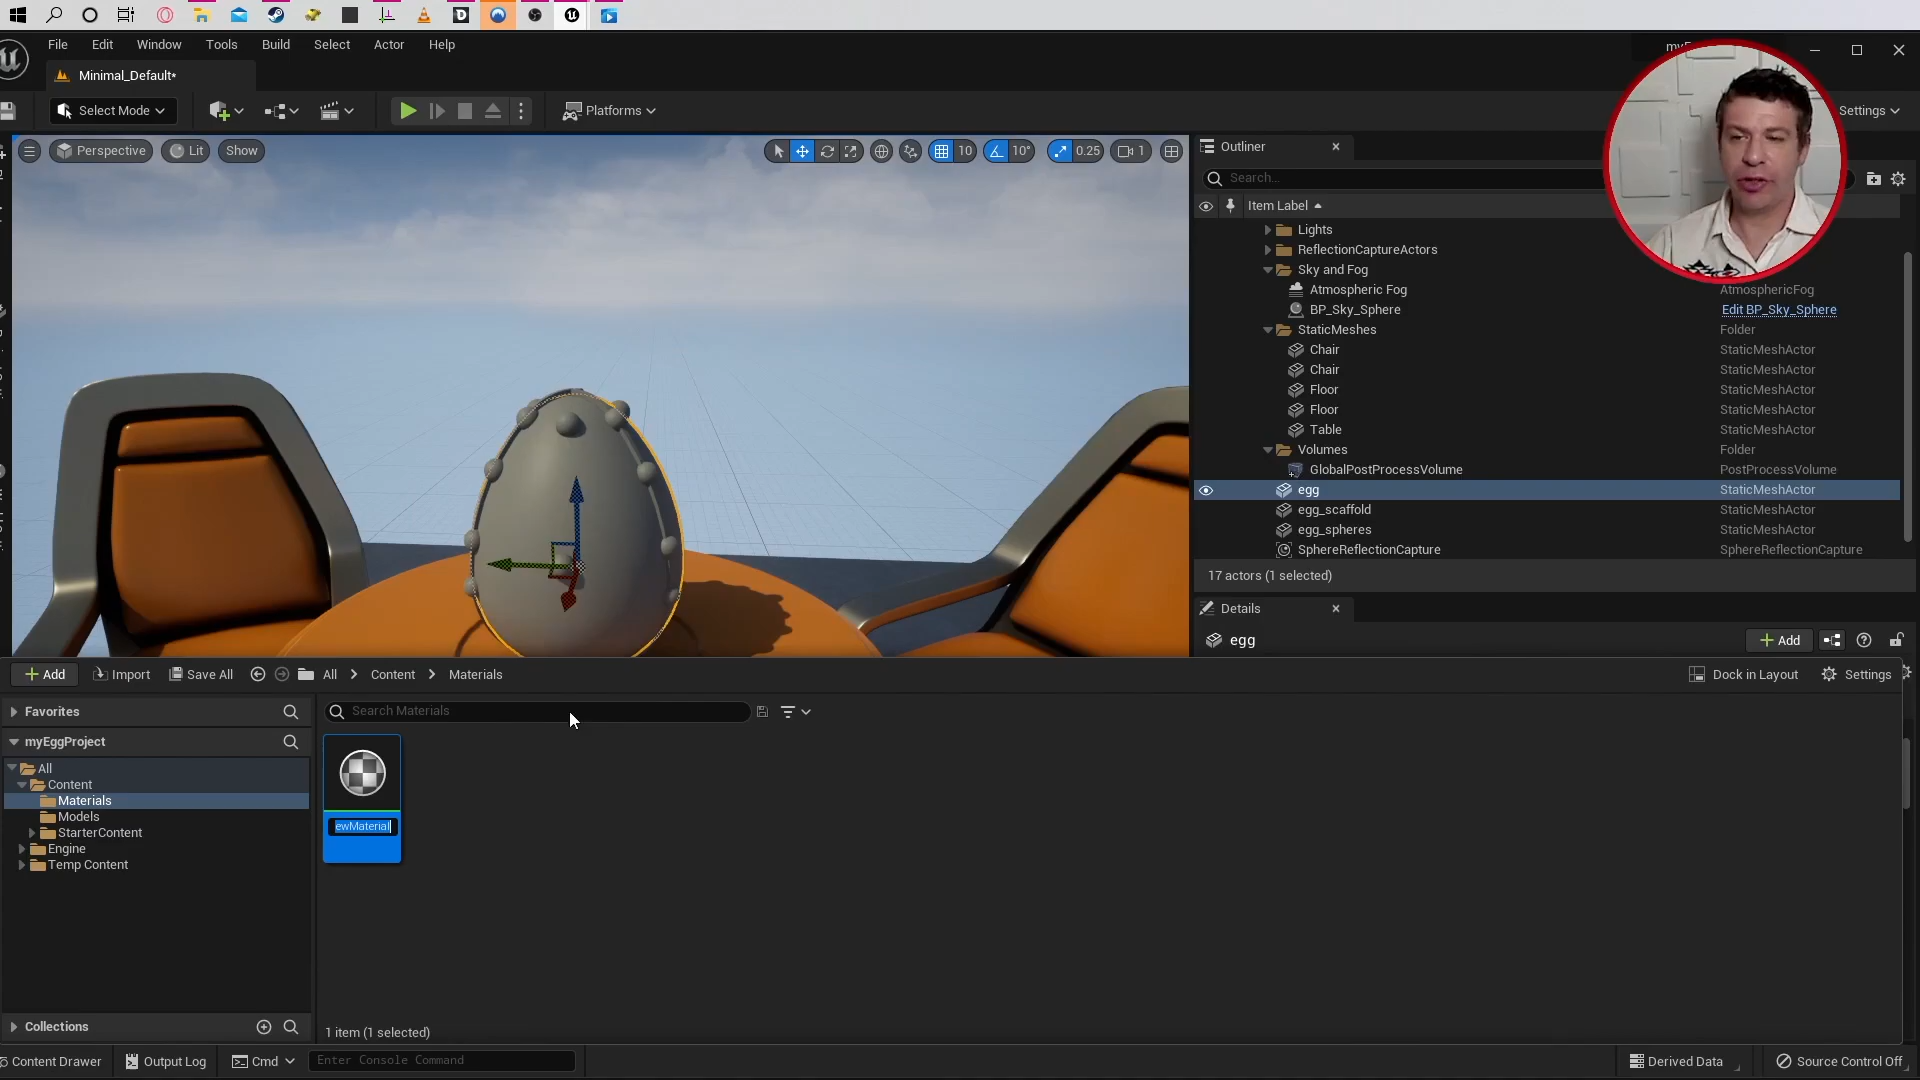 File Edit Window Tools Build Select Actor Help
Minimal_Default*
Select Mode
Platforms
Settings
Perspective Lit Show
10 10° 0.25 1
Outliner
Search...
Item Label
Lights
ReflectionCaptureActors
Sky and Fog
Atmospheric Fog AtmosphericFog
BP_Sky_Sphere Edit BP_Sky_Sphere
StaticMeshes Folder
Chair StaticMeshActor
Chair StaticMeshActor
Floor StaticMeshActor
Floor StaticMeshActor
Table StaticMeshActor
Volumes Folder
GlobalPostProcessVolume PostProcessVolume
egg StaticMeshActor
egg_scaffold StaticMeshActor
egg_spheres StaticMeshActor
SphereReflectionCapture SphereReflectionCapture
17 actors (1 selected)
Details
egg
Add
Add Import Save All All Content Materials
Dock in Layout Settings
Favorites
Search Materials
myEggProject
All
Content
Materials
Models
StarterContent
Engine
Temp Content
ewMaterial
Collections
1 item (1 selected)
Content Drawer Output Log Cmd Enter Console Command
Derived Data Source Control Off